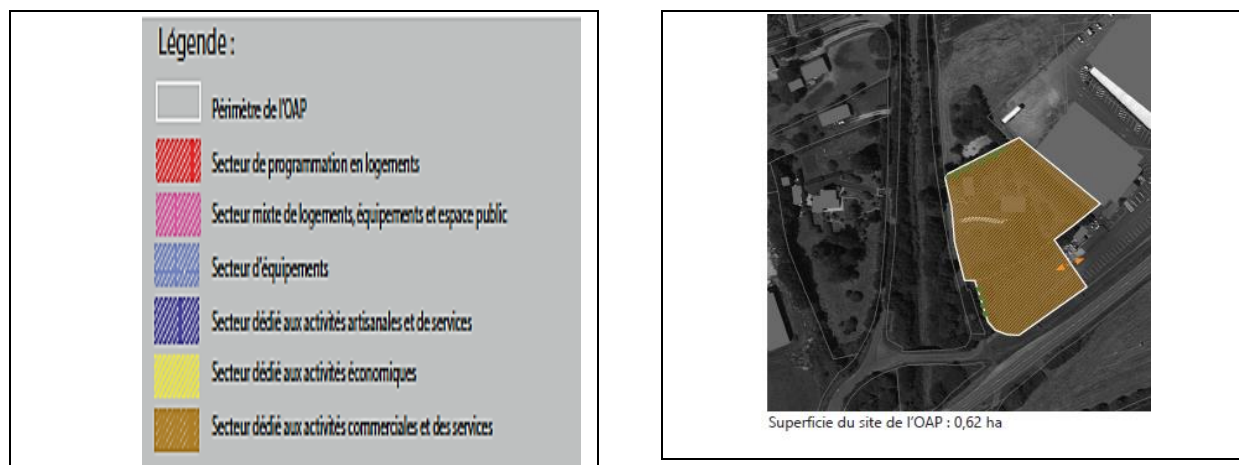 Légende :
Périmètre de l'OAP
Secteur de programmation en logements
Secteur mixte de logements, équipements et espace public
Secteur d'équipements
Secteur dédié aux activités artisanales et de services
Secteur dédié aux activités économiques
Secteur dédié aux activités commerciales et des services
Superficie du site de l'OAP : 0,62 ha